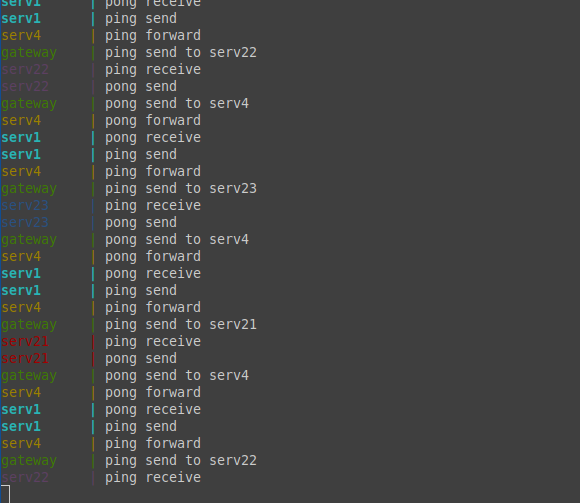 serv1 | pong receive
serv1 | ping send
serv4 | ping forward
gateway | ping send to serv22
serv22 | ping receive
serv22 | pong send
gateway | pong send to serv4
serv4 | pong forward
serv1 | pong receive
serv1 | ping send
serv4 | ping forward
gateway | ping send to serv23
serv23 | ping receive
serv23 | pong send
gateway | pong send to serv4
serv4 | pong forward
serv1 | pong receive
serv1 | ping send
serv4 | ping forward
gateway | ping send to serv21
serv21 | ping receive
serv21 | pong send
gateway | pong send to serv4
serv4 | pong forward
serv1 | pong receive
serv1 | ping send
serv4 | ping forward
gateway | ping send to serv22
serv22 | ping receive